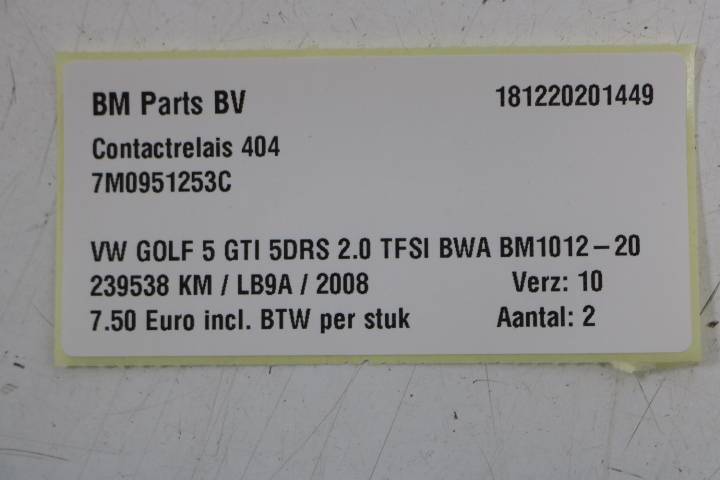 BM Parts BV 181220201449
Contactrelais 404
7M0951253C
VW GOLF 5 GTI 5DRS 2.0 TFSI BWA BM1012-20
239538 KM / LB9A / 2008 Verz: 10
7.50 Euro incl. BTW per stuk Aantal: 2